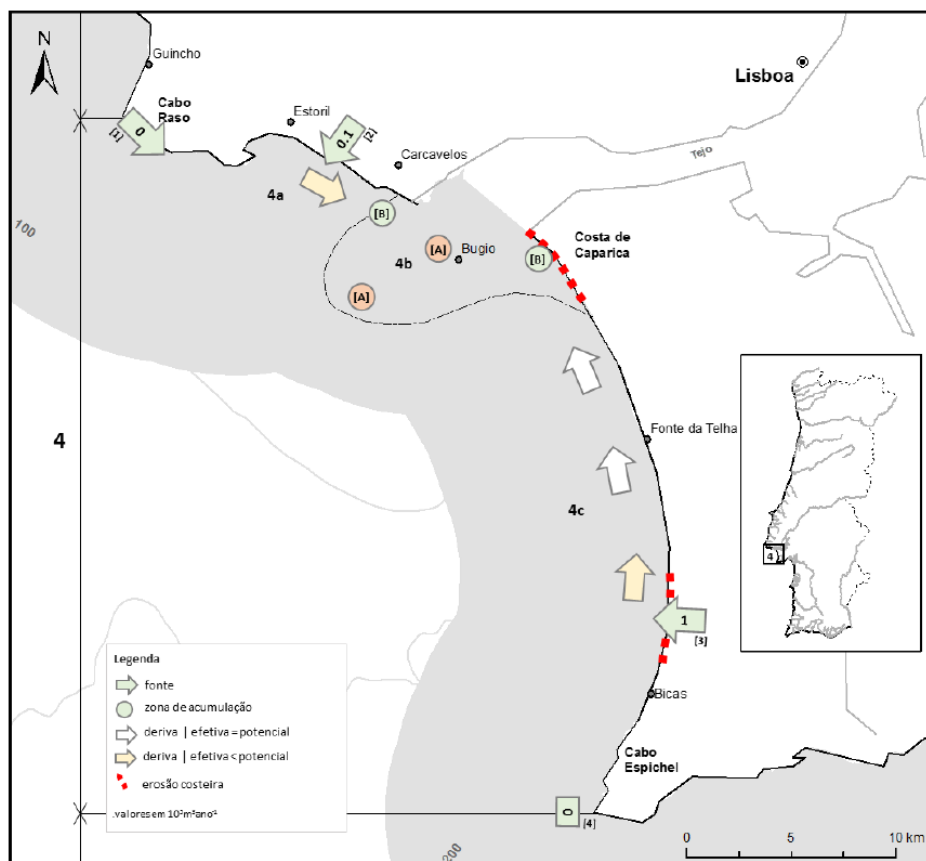 N
Guincho
Lisboa
Cabo
Raso
Estoril
[1]
0
0.1
[2]
Carcavelos
Tejo
4a
100
[B]
Costa de
Caparica
[A]
Bugio
[B]
4b
[A]
4
Fonte da Telha
4c
4
1
[3]
Legenda
fonte
zona de acumulação
deriva | efetiva = potencial
deriva | efetiva < potencial
erosão costeira
.valores em 10⁵m³ano⁻¹
Bicas
Cabo
Espichel
0
[4]
200
0 5 10 km